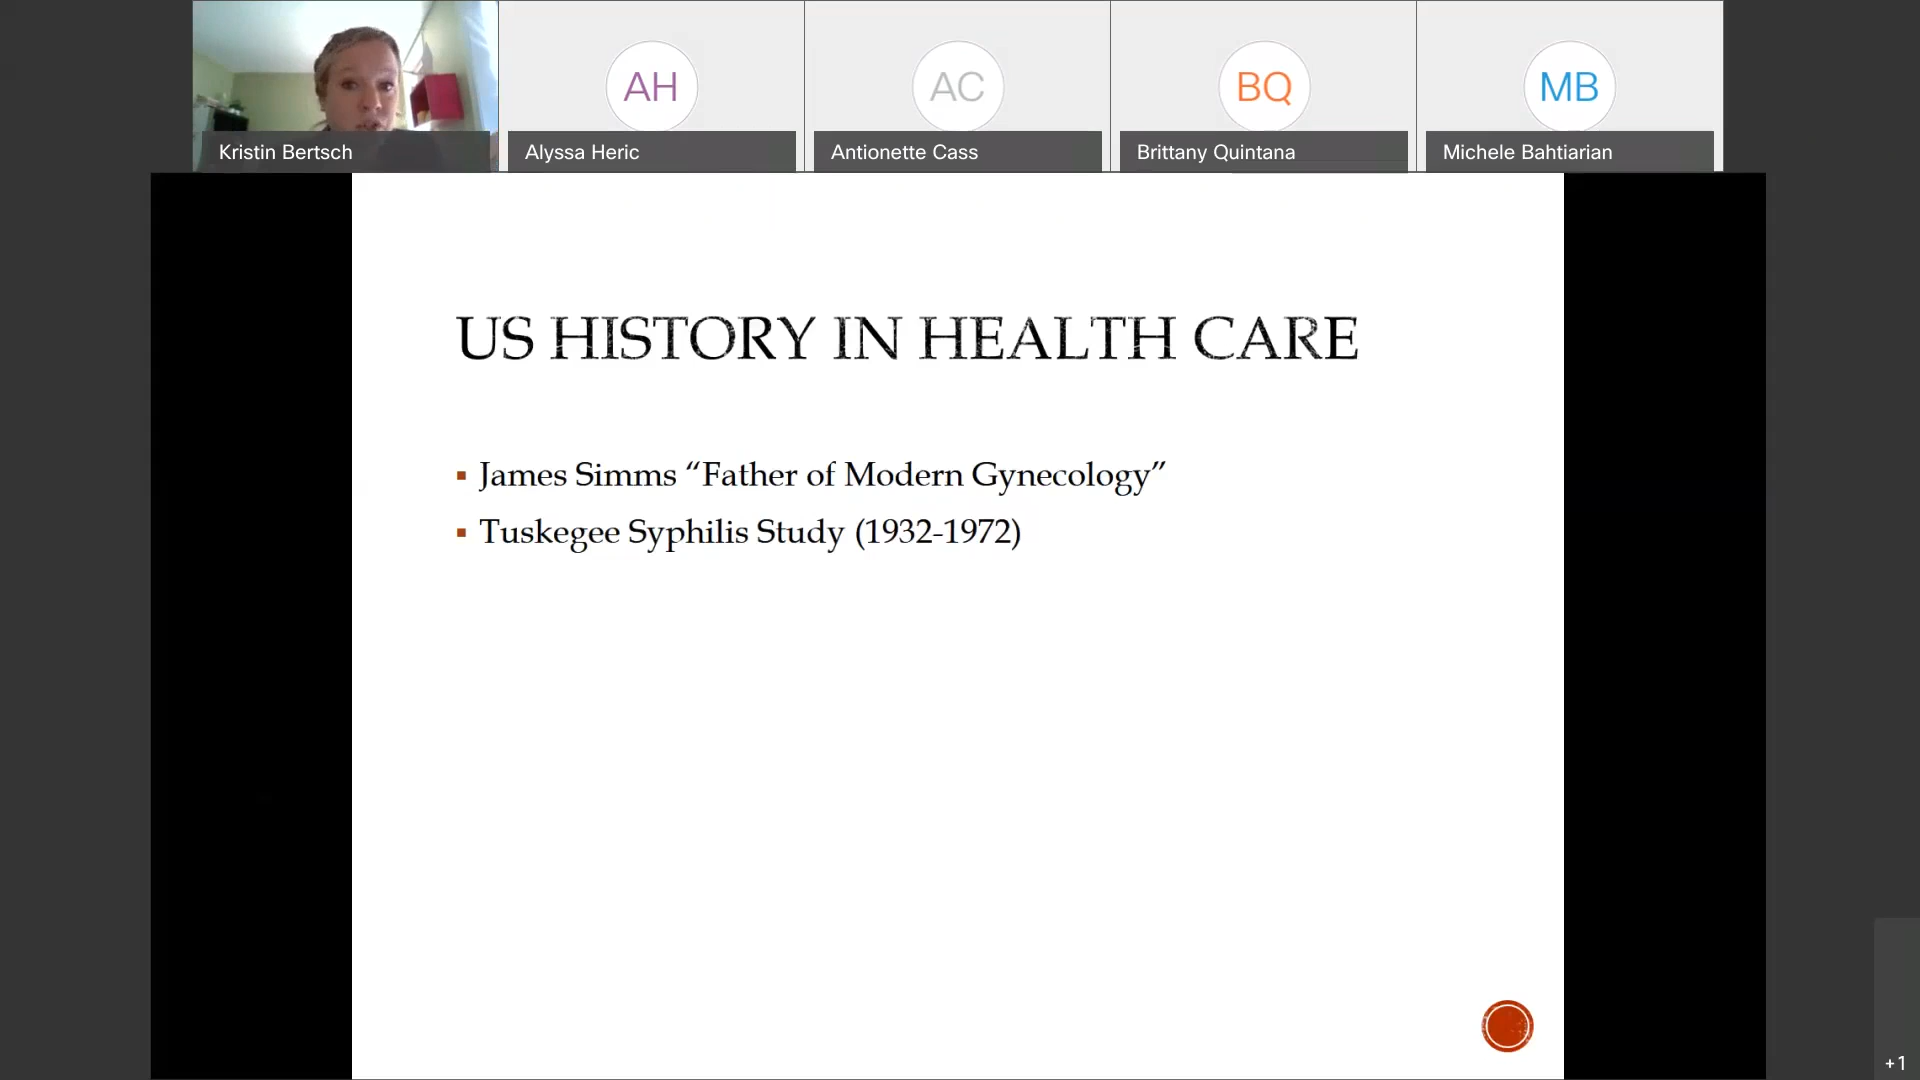 AH
AC
BQ
MB
Kristin Bertsch
Alyssa Heric
Antionette Cass
Brittany Quintana
Michele Bahtiarian
US HISTORY IN HEALTH CARE
▪ James Simms “Father of Modern Gynecology”
▪ Tuskegee Syphilis Study (1932-1972)
+1